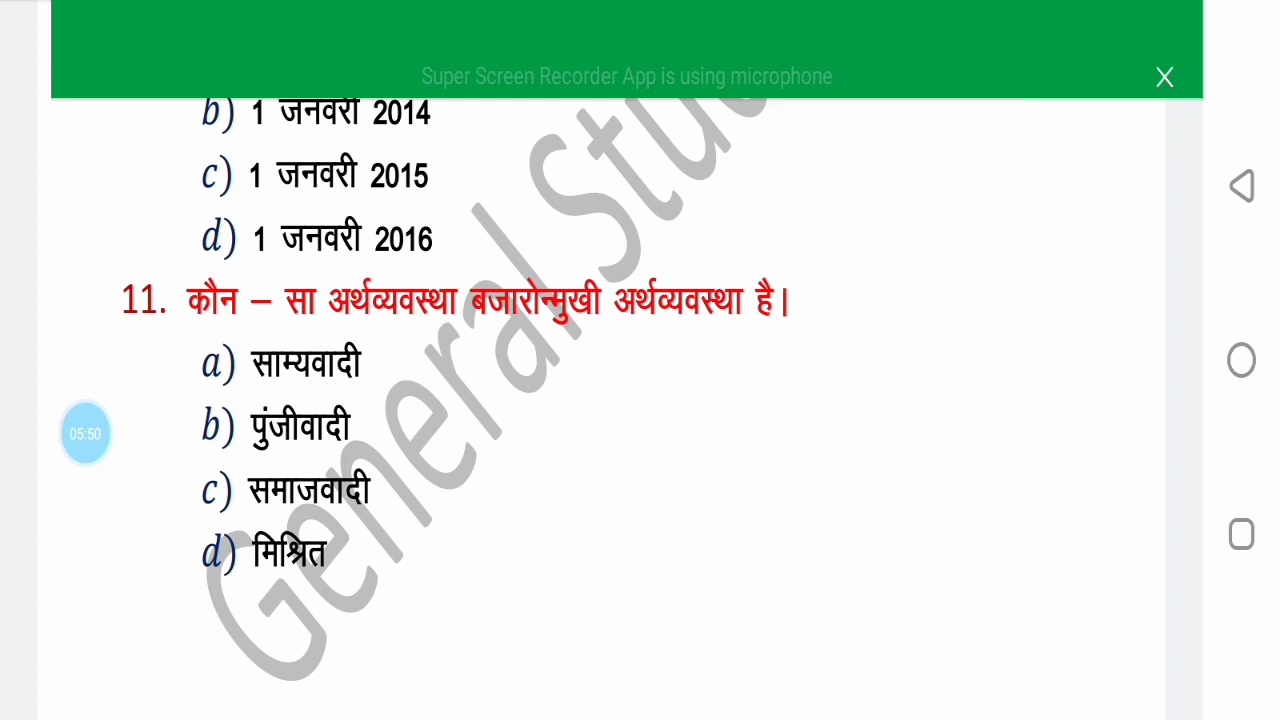 Super Screen Recorder App is using microphone
b) 1 जनवरी 2014
c) 1 जनवरी 2015
d) 1 जनवरी 2016
11. कौन – सा अर्थव्यवस्था बजारोन्मुखी अर्थव्यवस्था है।
a) साम्यवादी
b) पुंजीवादी
05:50
c) समाजवादी
d) मिश्रित
General